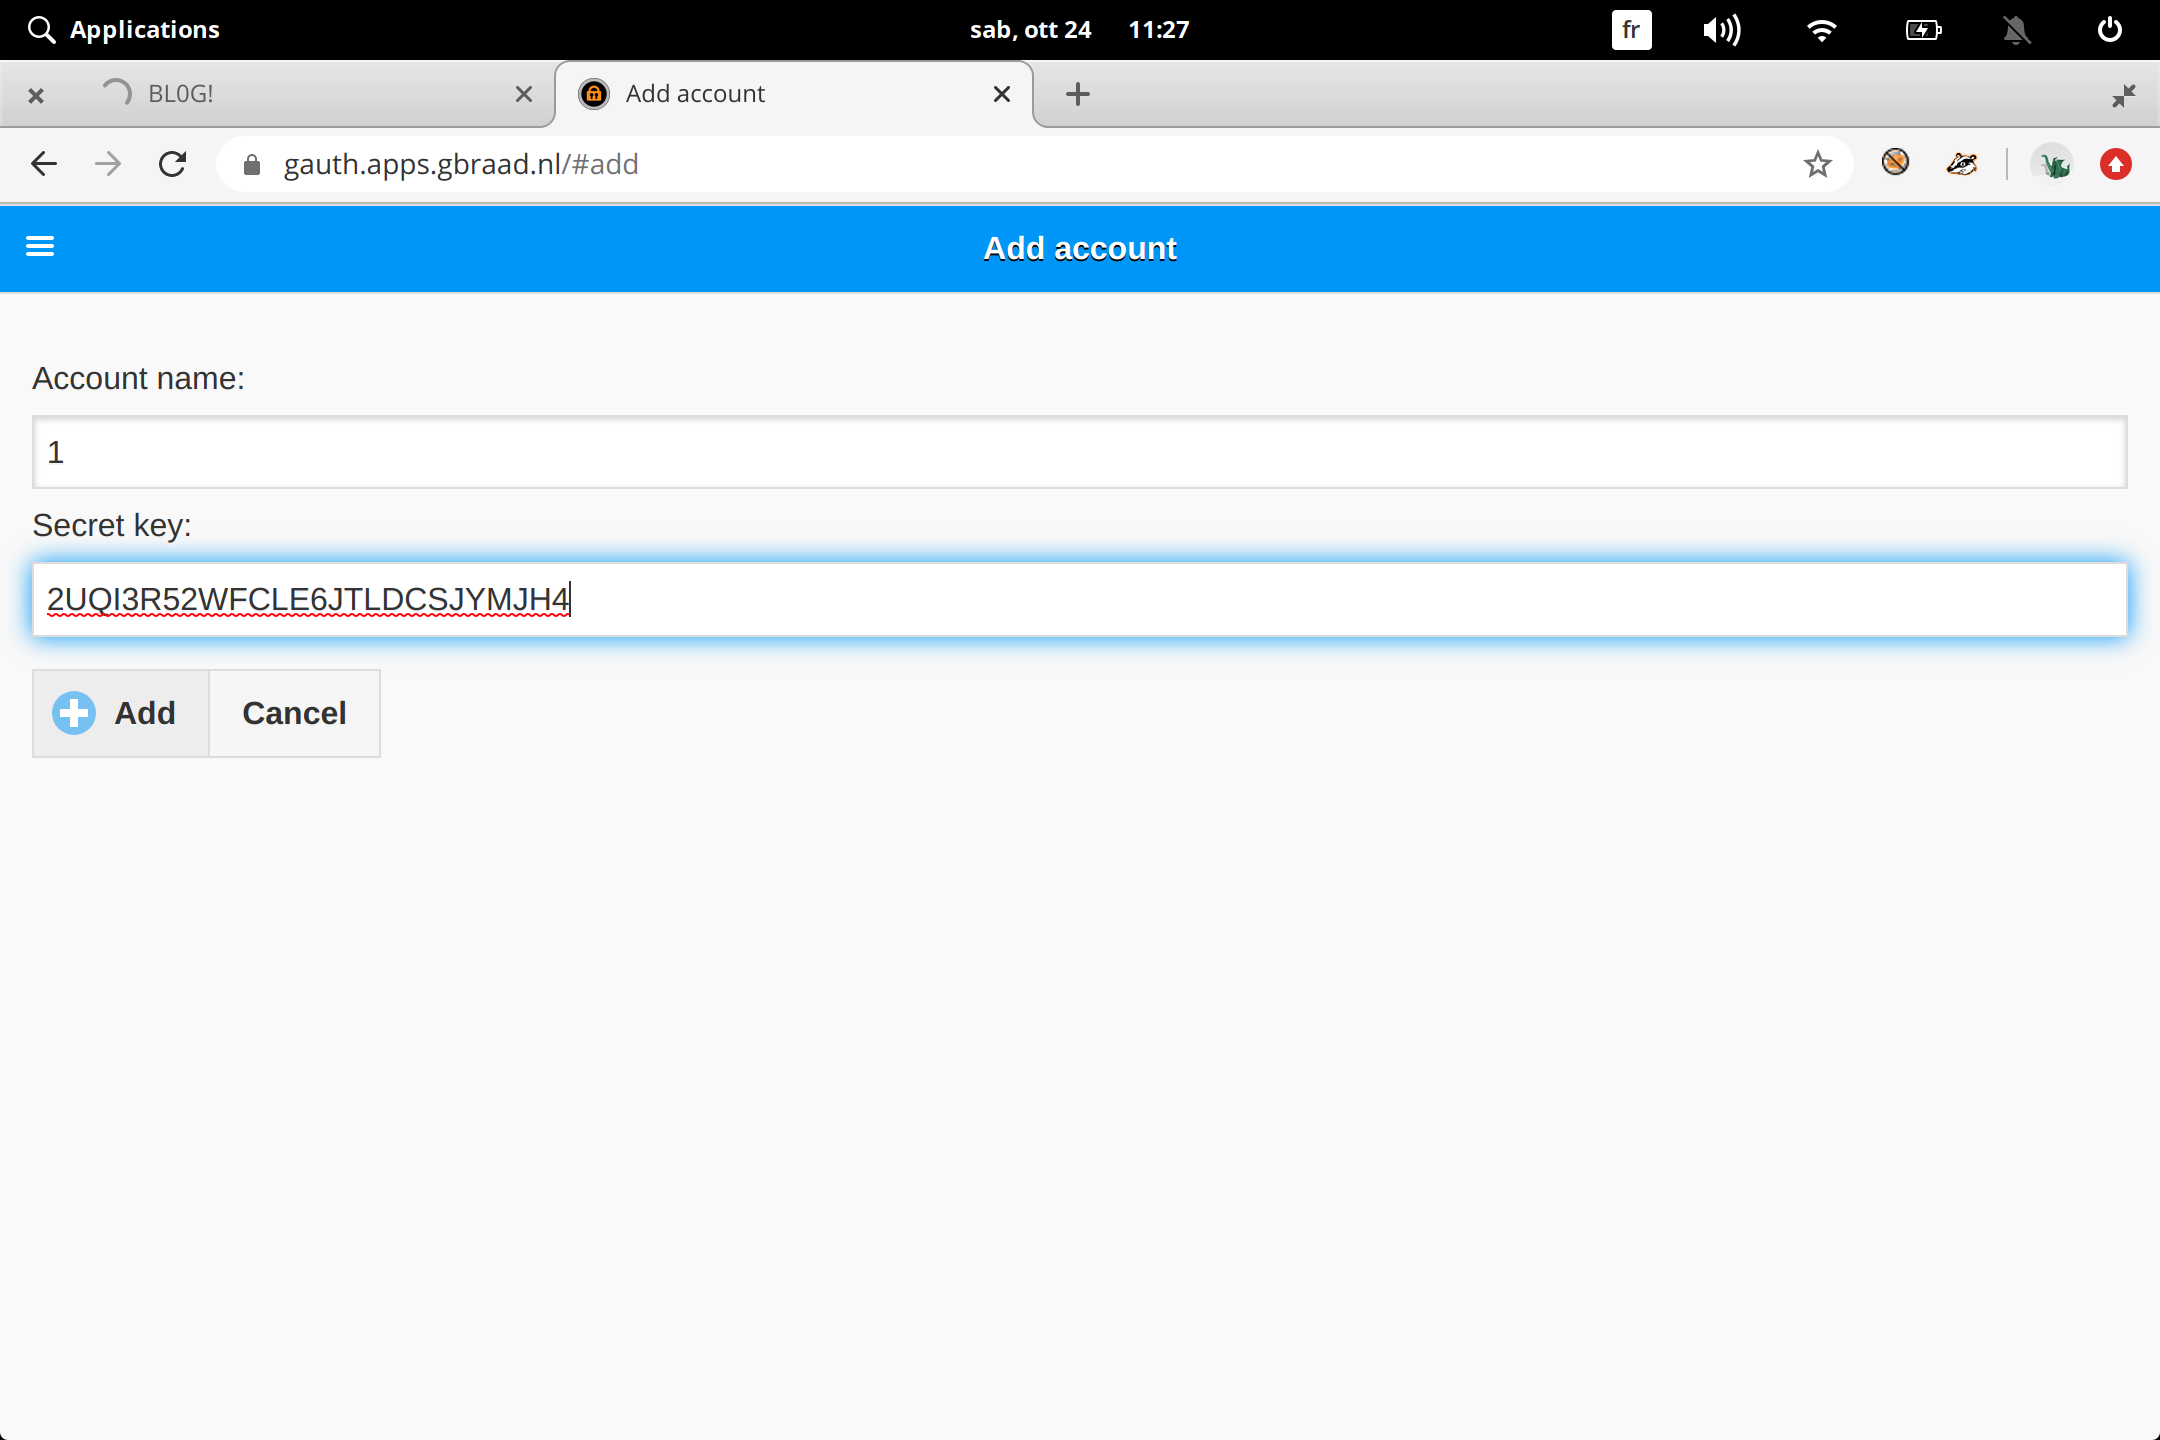 Applications sab, ott 24 11:27 fr
BL0G! Add account
gauth.apps.gbraad.nl/#add
Add account
Account name:
1
Secret key:
2UQI3R52WFCLE6JTLDCSJYMJH4
Add Cancel